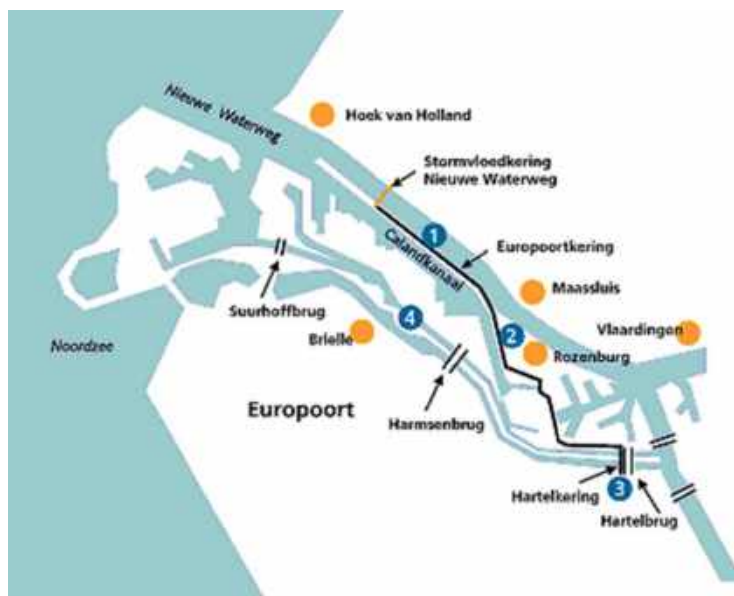 Nieuwe Waterweg
Hoek van Holland
Stormvloedkering
Nieuwe Waterweg
1
Calandkanaal
Europoortkering
Maassluis
Suurhoffbrug
4
2
Vlaardingen
Noordzee
Brielle
Rozenburg
Europoort
Harmsenbrug
Hartelkering
3
Hartelbrug